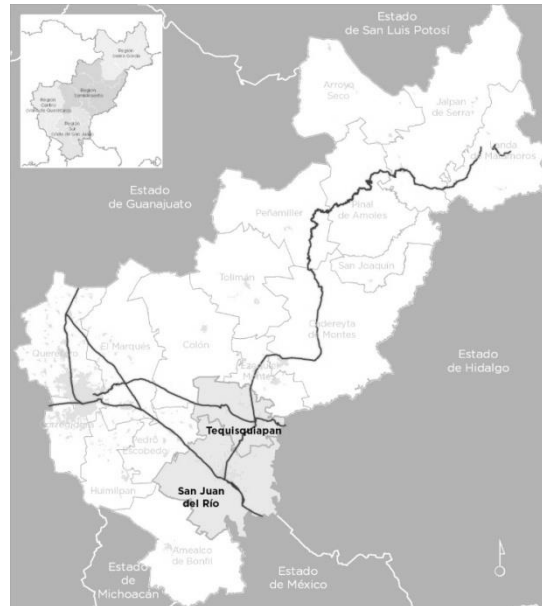 Estado
de San Luis Potosí
Región
Sierra Gorda
Región
Semidesierto
Región
Centro
Región
Sur
Arroyo
Seco
Jalpan
de Serra
Landa
de Matamoros
Estado
de Guanajuato
Peñamiller
Pinal
de Amoles
San Joaquín
Tolimán
Cadereyta
de Montes
Querétaro
El Marqués
Colón
Ezequiel
Montes
Estado
de Hidalgo
Corregidora
Tequisquiapan
Pedro
Escobedo
Huimilpan
San Juan
del Río
Amealco
de Bonfil
Estado
de
Michoacán
Estado
de México